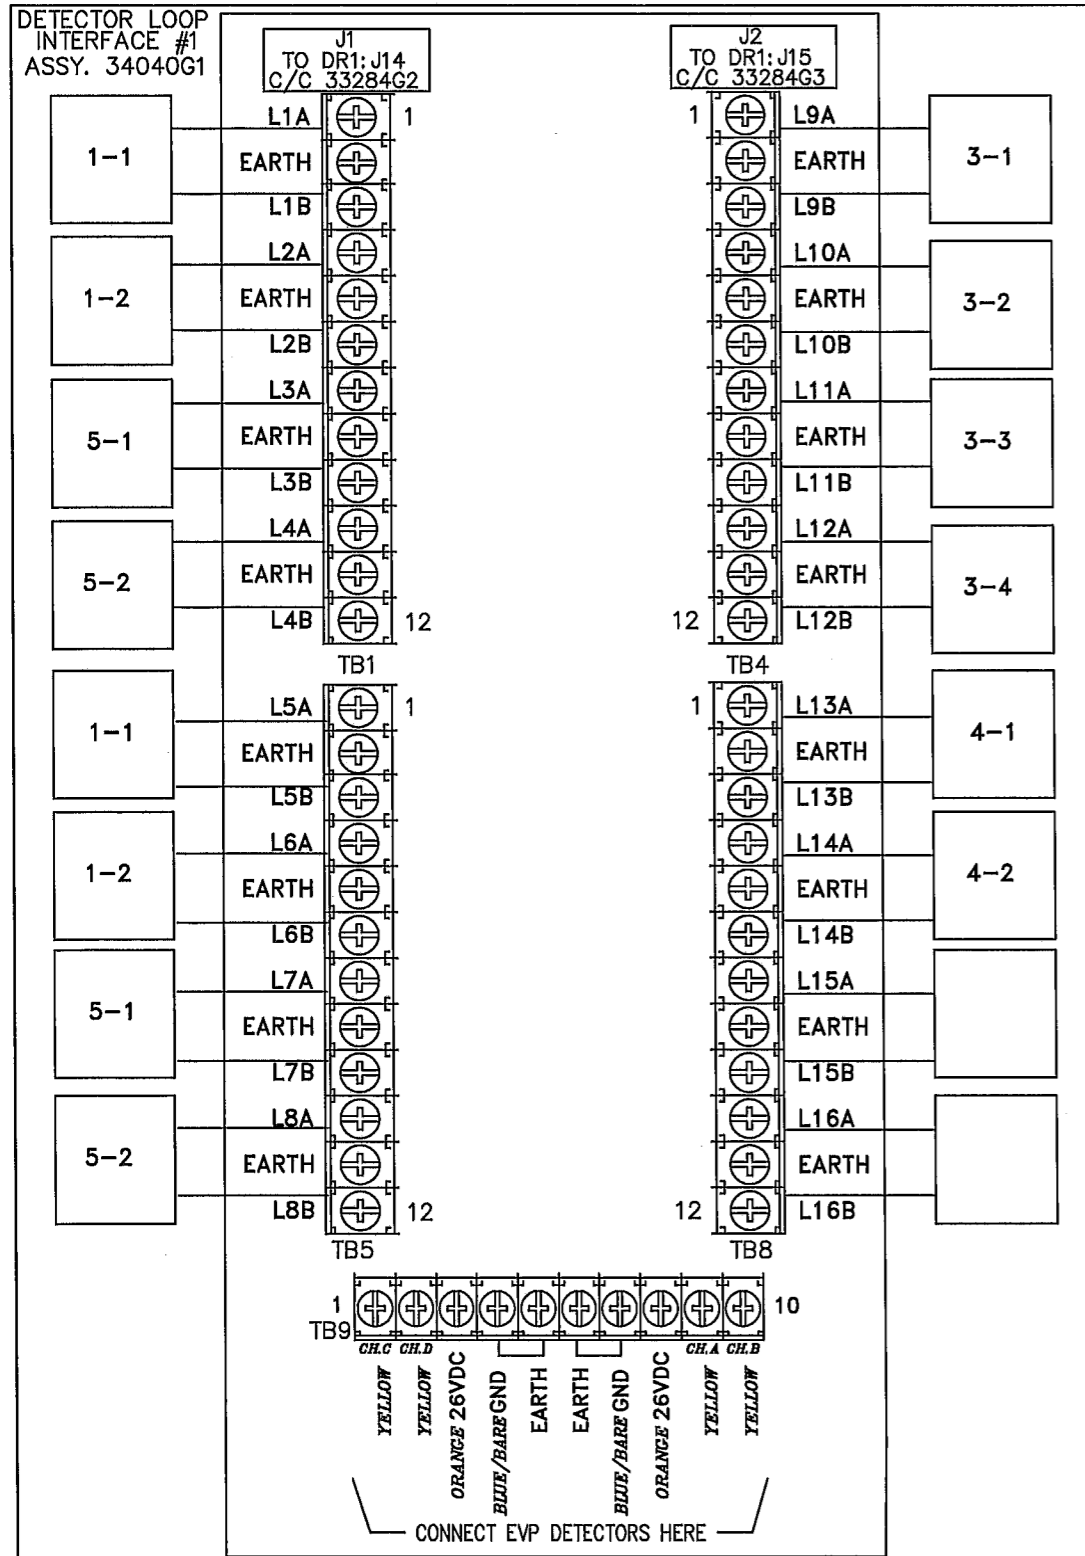 DETECTOR LOOP
INTERFACE #1
ASSY. 34040G1
J1
TO DR1:J14
C/C 33284G2
J2
TO DR1:J15
C/C 33284G3
1-1
L1A
1
EARTH
L1B
1-2
L2A
EARTH
L2B
5-1
L3A
EARTH
L3B
5-2
L4A
EARTH
L4B
12
TB1
1
L9A
EARTH
L9B
3-1
L10A
EARTH
L10B
3-2
L11A
EARTH
L11B
3-3
L12A
EARTH
12
L12B
3-4
TB4
1-1
L5A
1
EARTH
L5B
1-2
L6A
EARTH
L6B
5-1
L7A
EARTH
L7B
5-2
L8A
EARTH
L8B
12
TB5
1
L13A
EARTH
L13B
4-1
L14A
EARTH
L14B
4-2
L15A
EARTH
L15B
L16A
EARTH
12
L16B
TB8
1
10
TB9
CH.C
YELLOW
CH.D
YELLOW
ORANGE 26VDC
BLUE/BARE GND
EARTH
EARTH
BLUE/BARE GND
ORANGE 26VDC
CH.A
YELLOW
CH.B
YELLOW
CONNECT EVP DETECTORS HERE